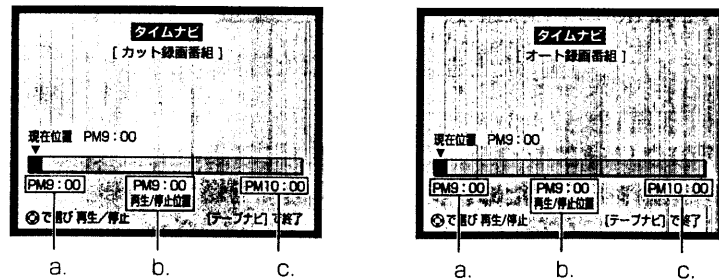 タイムナビ
[ カット録画番組 ]
現在位置 PM9:00
▼
PM9:00 PM9:00 PM10:00
再生/停止位置
で選び 再生/停止 [テープナビ]で終了
a. b. c.
タイムナビ
[ オート録画番組 ]
現在位置 PM9:00
▼
PM9:00 PM9:00 PM10:00
再生/停止位置
で選び 再生/停止 [テープナビ]で終了
a. b. c.